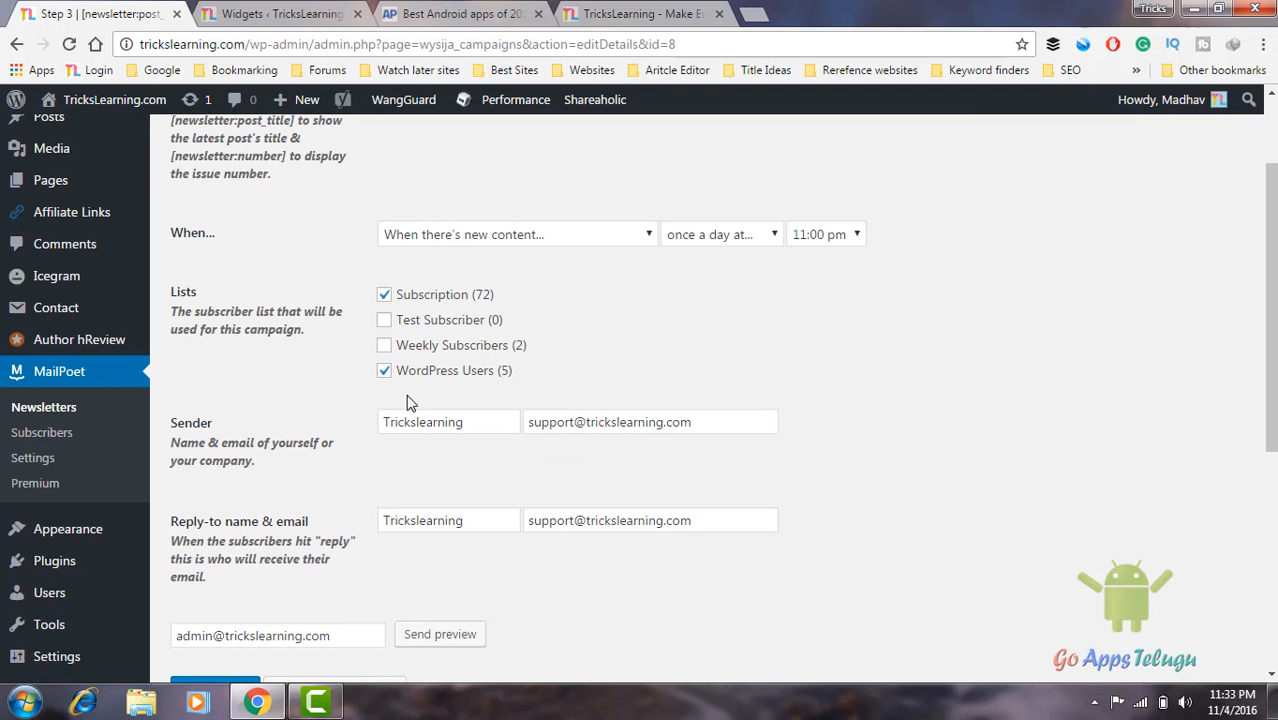 Step 3 | [newsletter:post_
Widgets ‹ TricksLearning
Best Android apps of 201
TricksLearning - Make Ev
Tricks
trickslearning.com/wp-admin/admin.php?page=wysija_campaigns&action=editDetails&id=8
Apps
Login
Google
Bookmarking
Forums
Watch later sites
Best Sites
Websites
Aritcle Editor
Title Ideas
Rerefence websites
Keyword finders
SEO
»
Other bookmarks
TricksLearning.com
1
0
New
WangGuard
Performance
Shareaholic
Howdy, Madhav
Posts
Media
Pages
Affiliate Links
Comments
Icegram
Contact
Author hReview
MailPoet
Newsletters
Subscribers
Settings
Premium
Appearance
Plugins
Users
Tools
Settings
[newsletter:post_title] to show
the latest post's title &
[newsletter:number] to display
the issue number.
When...
When there's new content...
once a day at...
11:00 pm
Lists
The subscriber list that will be
used for this campaign.
Subscription (72)
Test Subscriber (0)
Weekly Subscribers (2)
WordPress Users (5)
Sender
Name & email of yourself or
your company.
Trickslearning
support@trickslearning.com
Reply-to name & email
When the subscribers hit "reply"
this is who will receive their
email.
Trickslearning
support@trickslearning.com
admin@trickslearning.com
Send preview
Go AppsTelugu
11:33 PM
11/4/2016